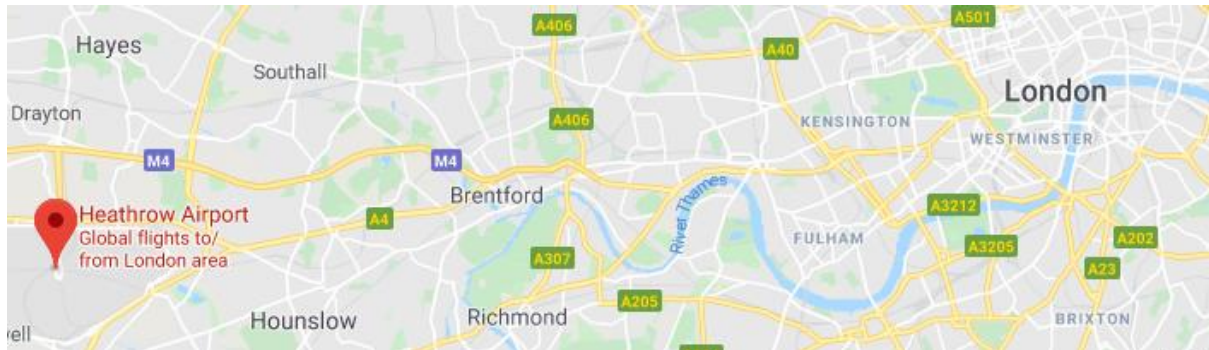 A501
A406
Hayes
A40
Southall
London
Drayton
A406
KENSINGTON
WESTMINSTER
M4
M4
Brentford
River Thames
A3212
Heathrow Airport
Global flights to/
from London area
A4
FULHAM
A3205
A202
A307
A23
A205
Richmond
Hounslow
BRIXTON
well